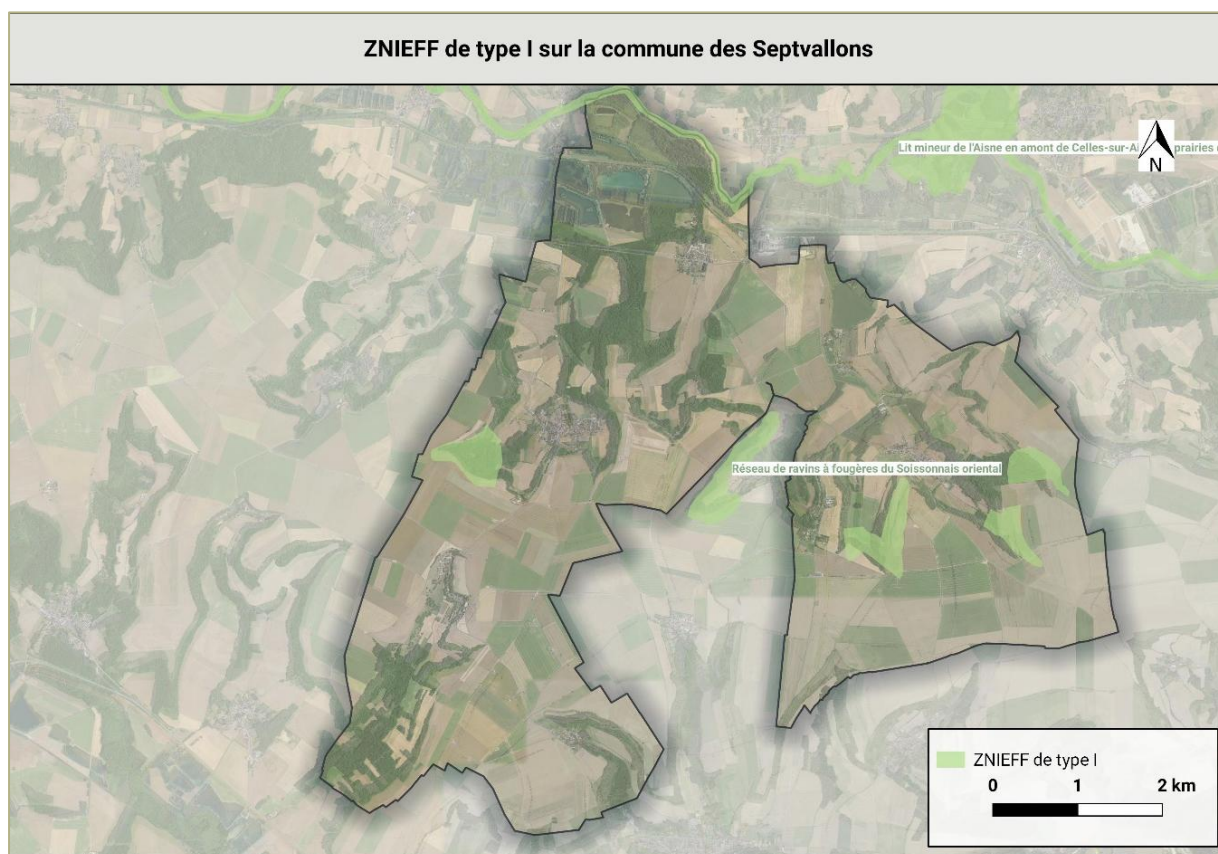 ZNIEFF de type I sur la commune des Septvallons
Lit mineur de l'Aisne en amont de Celles-sur-Ai prairies
N
Réseau de ravins à fougères du Soissonnais oriental
ZNIEFF de type I
0 1 2 km